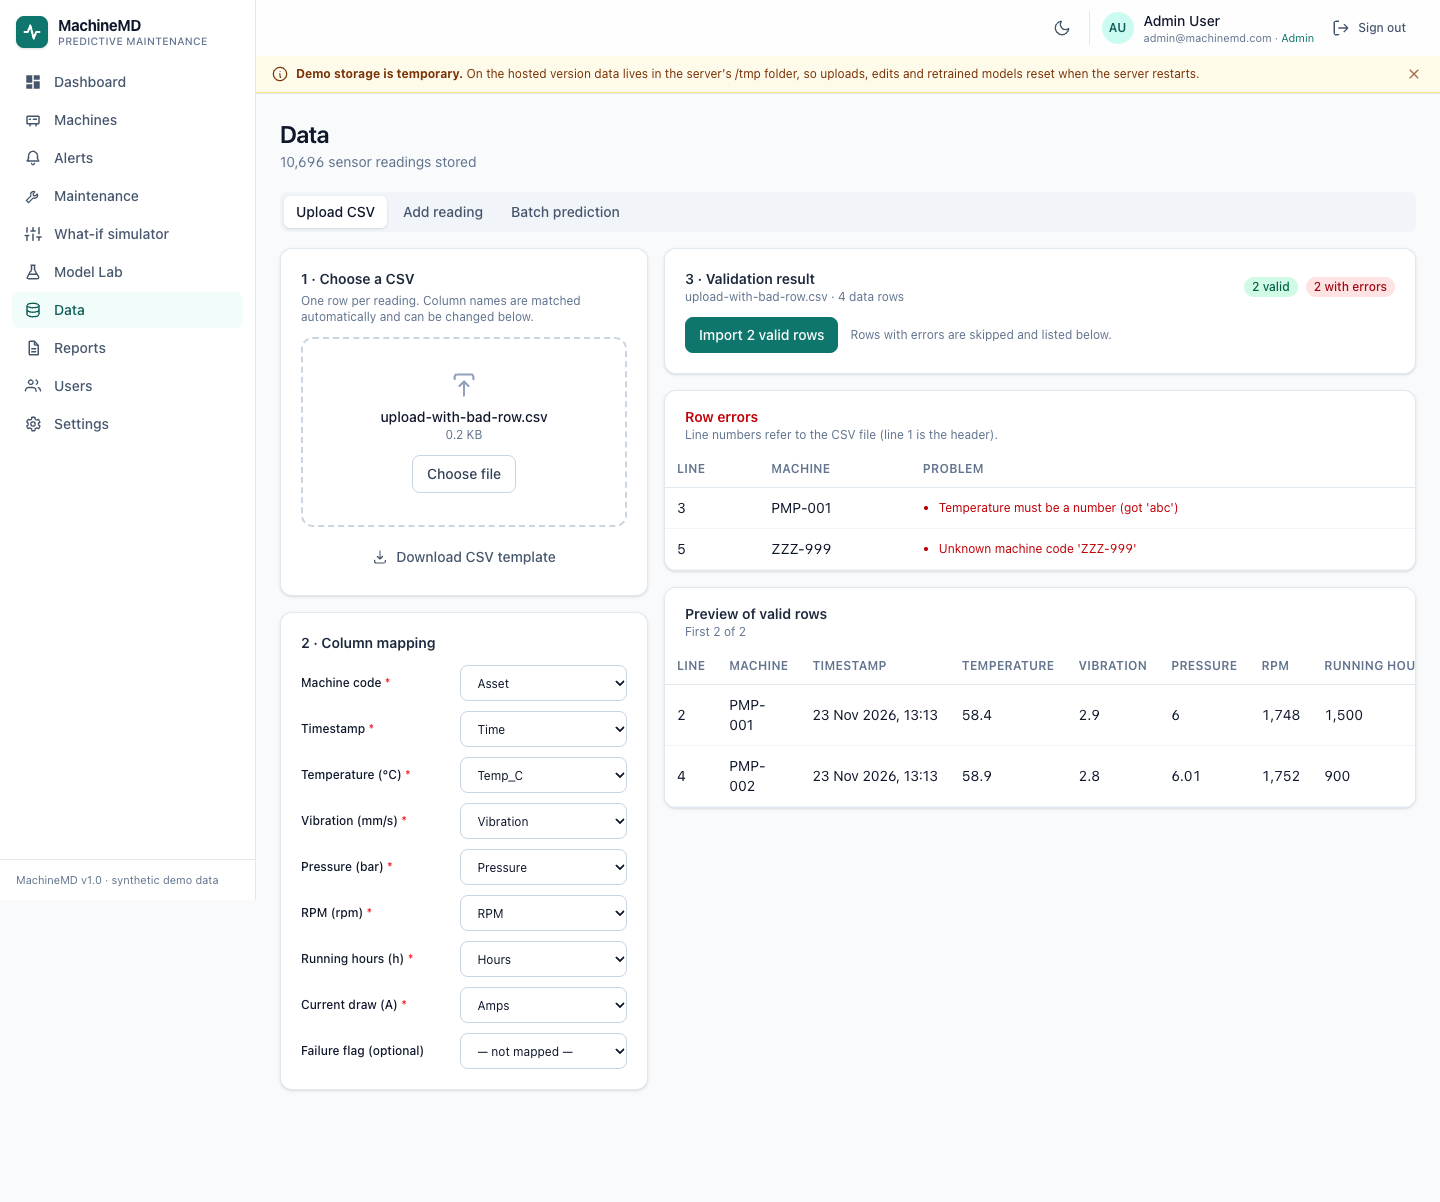 MachineMD
PREDICTIVE MAINTENANCE
Dashboard
Machines
Alerts
Maintenance
What-if simulator
Model Lab
Data
Reports
Users
Settings
MachineMD v1.0 · synthetic demo data
AU
Admin User
admin@machinemd.com · Admin
Sign out
Demo storage is temporary. On the hosted version data lives in the server's /tmp folder, so uploads, edits and retrained models reset when the server restarts.
Data
10,696 sensor readings stored
Upload CSV Add reading Batch prediction
1 · Choose a CSV
One row per reading. Column names are matched
automatically and can be changed below.
upload-with-bad-row.csv
0.2 KB
Choose file
Download CSV template
2 · Column mapping
Machine code * Asset
Timestamp * Time
Temperature (°C) * Temp_C
Vibration (mm/s) * Vibration
Pressure (bar) * Pressure
RPM (rpm) * RPM
Running hours (h) * Hours
Current draw (A) * Amps
Failure flag (optional) — not mapped —
3 · Validation result
upload-with-bad-row.csv · 4 data rows
2 valid 2 with errors
Import 2 valid rows Rows with errors are skipped and listed below.
Row errors
Line numbers refer to the CSV file (line 1 is the header).
LINE MACHINE PROBLEM
3 PMP-001 • Temperature must be a number (got 'abc')
5 ZZZ-999 • Unknown machine code 'ZZZ-999'
Preview of valid rows
First 2 of 2
LINE MACHINE TIMESTAMP TEMPERATURE VIBRATION PRESSURE RPM RUNNING HOU
2 PMP-001 23 Nov 2026, 13:13 58.4 2.9 6 1,748 1,500
4 PMP-002 23 Nov 2026, 13:13 58.9 2.8 6.01 1,752 900